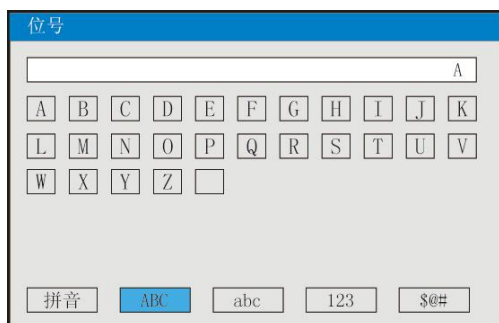 位号
A
A B C D E F G H I J K
L M N O P Q R S T U V
W X Y Z
拼音 ABC abc 123 $@#